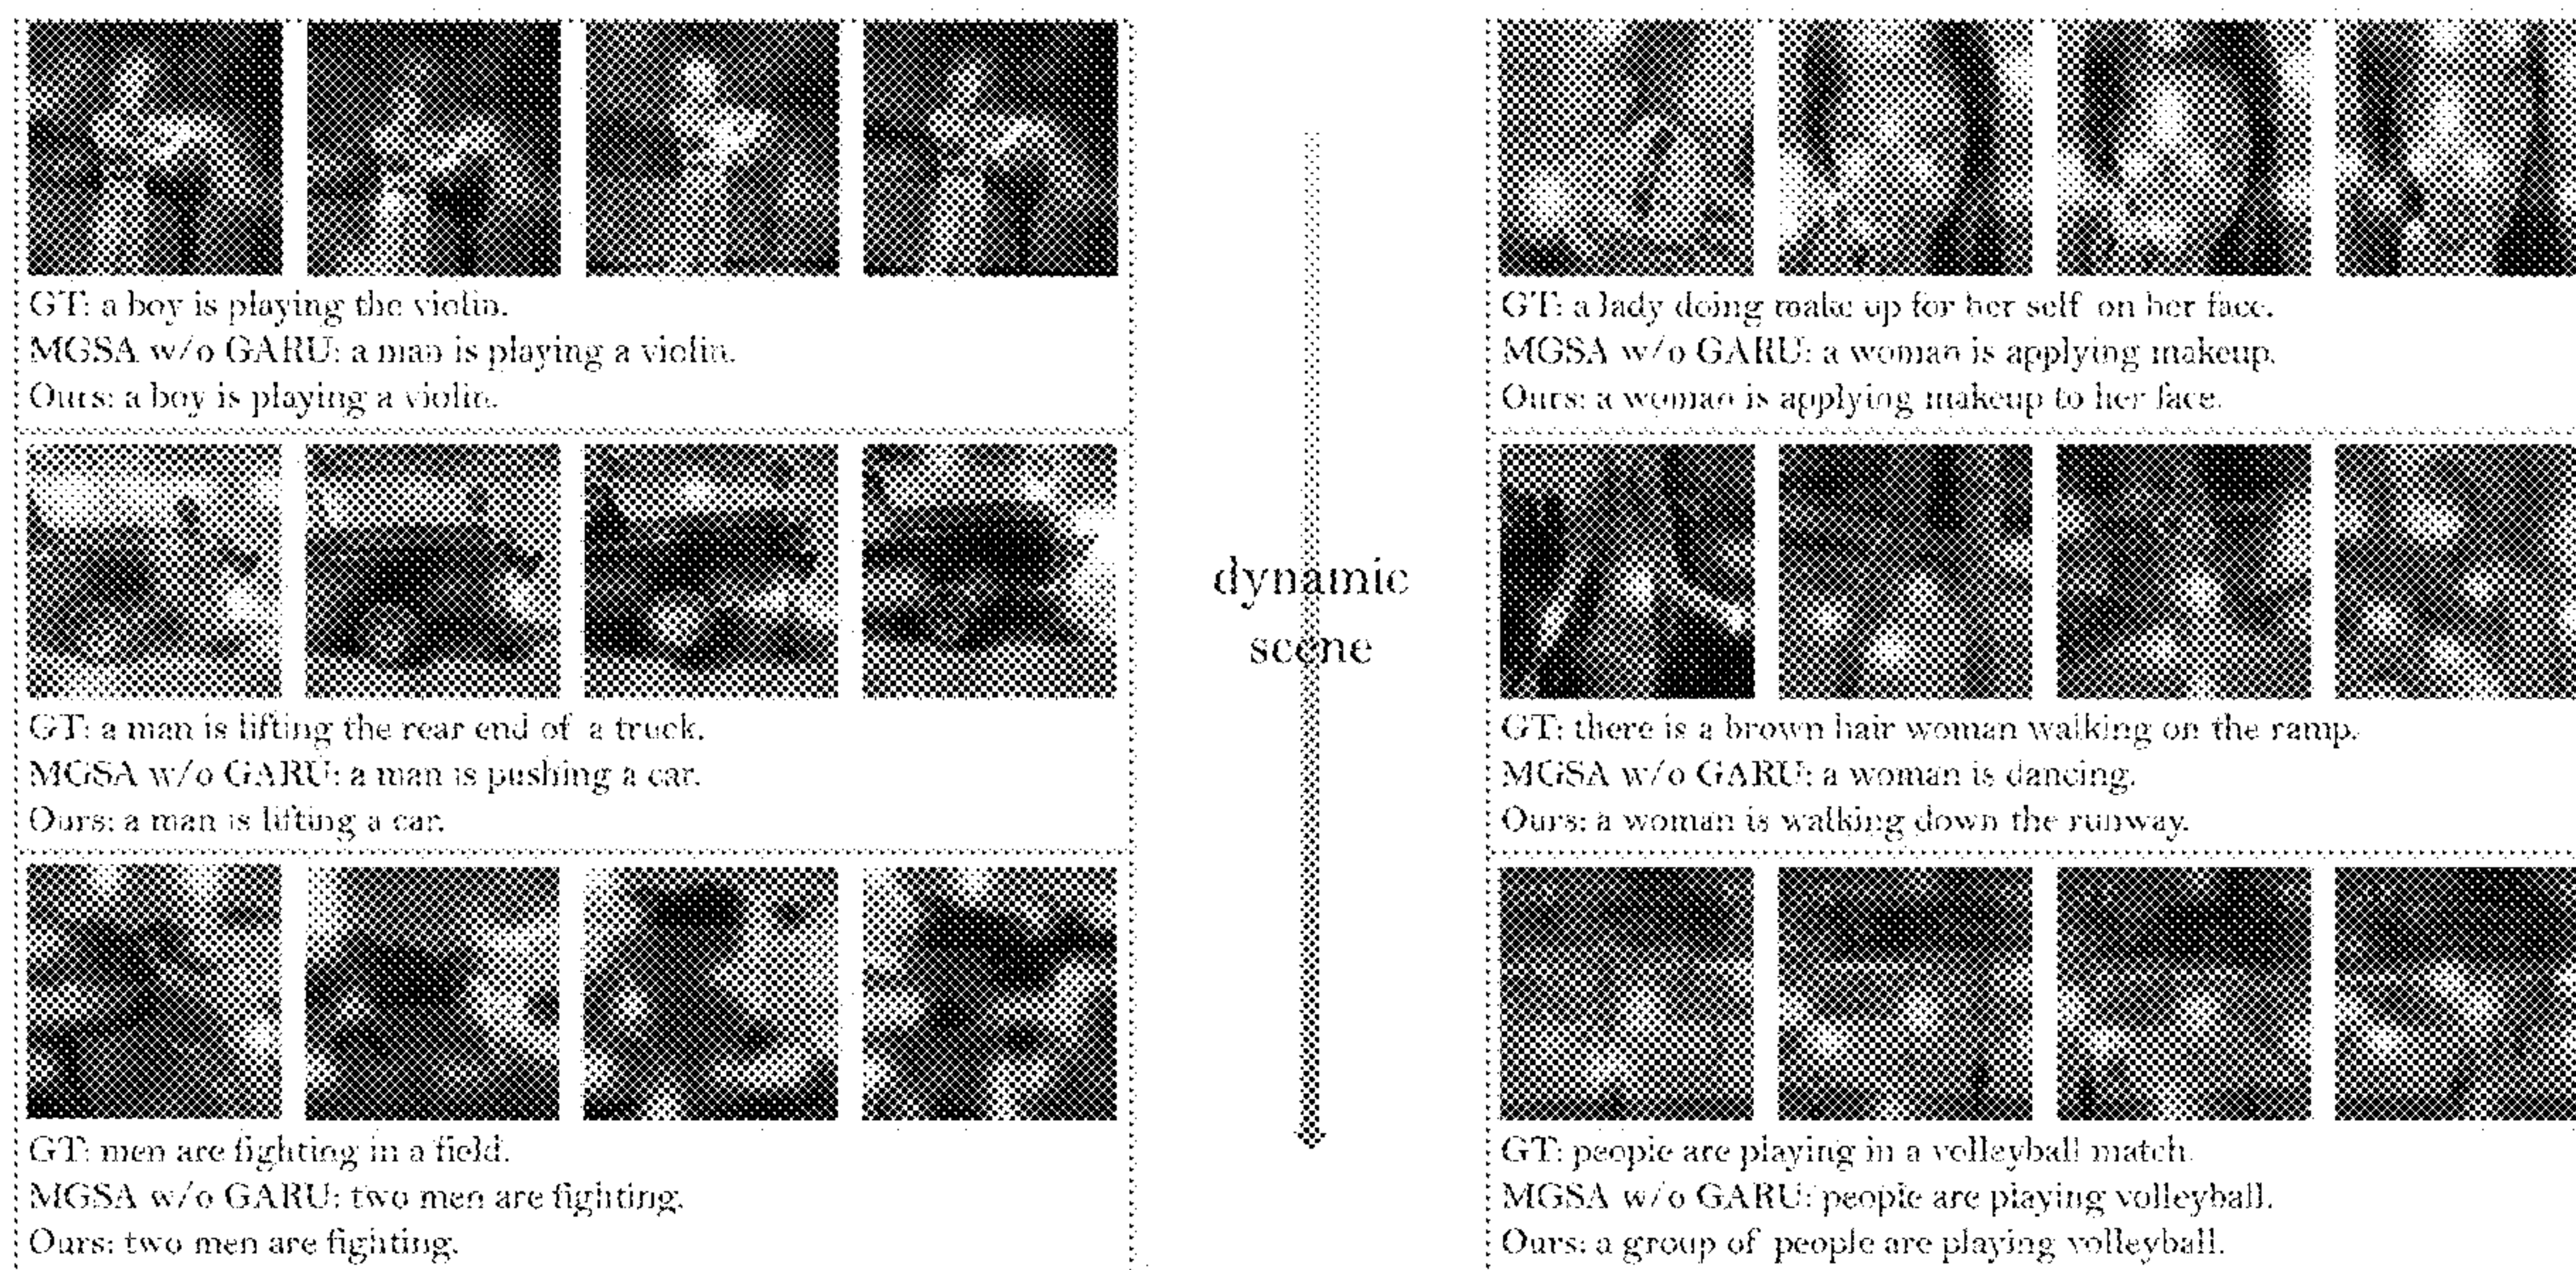 GT: a boy is playing the violin.
MGSA w/o GARU: a man is playing a violin.
Ours: a boy is playing a violin.
GT: a man is lifting the rear end of a truck.
MGSA w/o GARU: a man is pushing a car.
Ours: a man is lifting a car.
GT: men are fighting in a field.
MGSA w/o GARU: two men are fighting.
Ours: two men are fighting.
dynamic
scene
GT: a lady doing make up for her self on her face.
MGSA w/o GARU: a woman is applying makeup.
Ours: a woman is applying makeup to her face.
GT: there is a brown hair woman walking on the ramp.
MGSA w/o GARU: a woman is dancing.
Ours: a woman is walking down the runway.
GT: people are playing in a volleyball match.
MGSA w/o GARU: people are playing volleyball.
Ours: a group of people are playing volleyball.